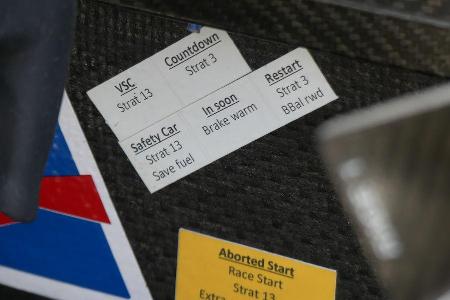 VSC
Strat 13
Countdown
Strat 3
Safety Car
Strat 13
Save fuel
In soon
Brake warm
Restart
Strat 3
BBal rwd
Aborted Start
Race Start
Strat 13
Extra